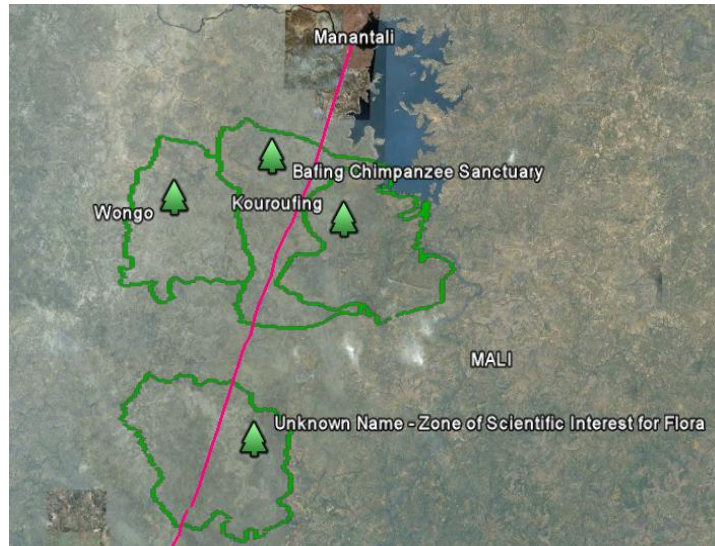 Manantali
Bafing Chimpanzee Sanctuary
Kouroufing
Wongo
MALI
Unknown Name - Zone of Scientific Interest for Flora